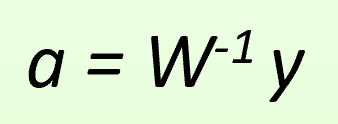 a = W⁻¹ y